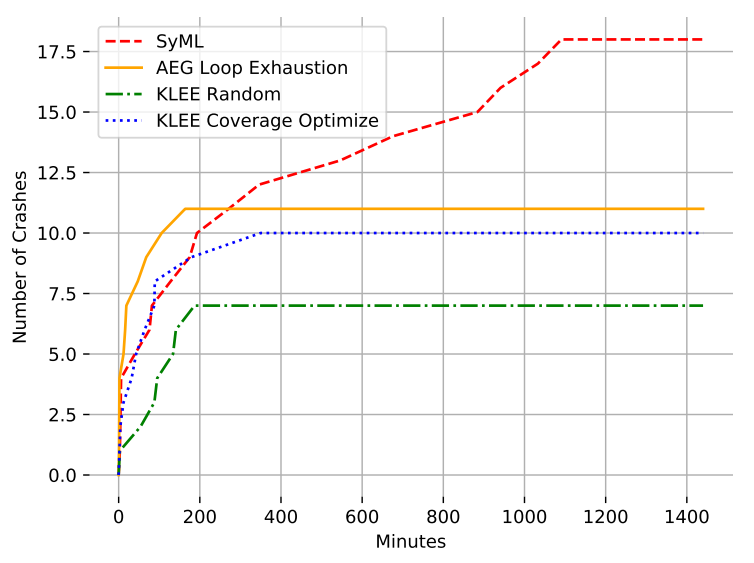 SyML
AEG Loop Exhaustion
KLEE Random
KLEE Coverage Optimize
Number of Crashes
17.5
15.0
12.5
10.0
7.5
5.0
2.5
0.0
0 200 400 600 800 1000 1200 1400
Minutes